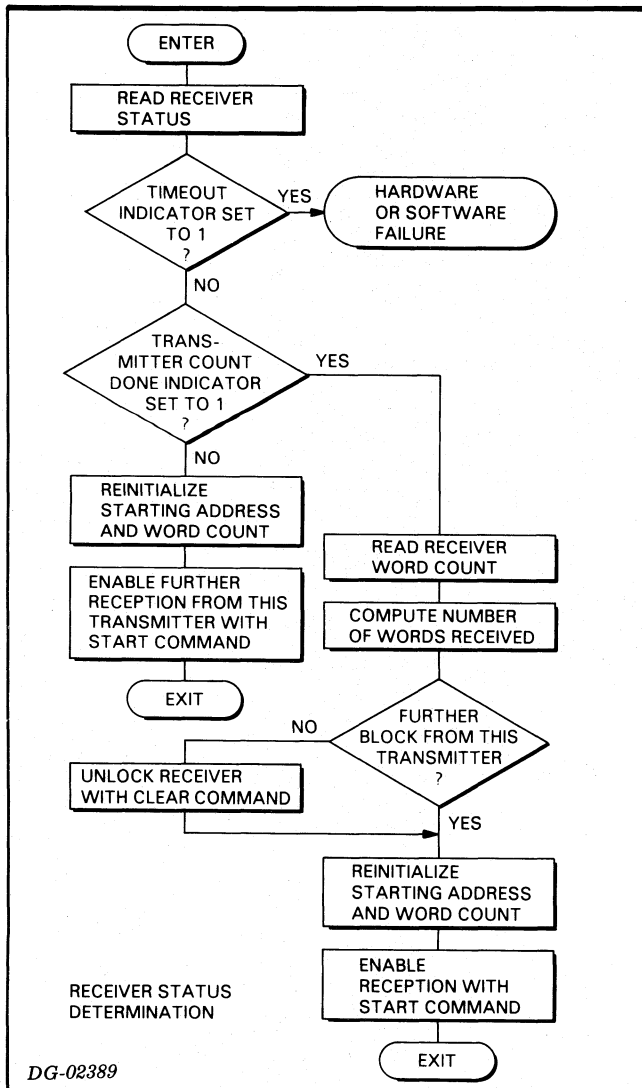 ENTER
READ RECEIVER
STATUS
TIMEOUT
INDICATOR SET
TO 1
?
YES
HARDWARE
OR SOFTWARE
FAILURE
NO
TRANS-
MITTER COUNT
DONE INDICATOR
SET TO 1
?
YES
NO
REINITIALIZE
STARTING ADDRESS
AND WORD COUNT
ENABLE FURTHER
RECEPTION FROM THIS
TRANSMITTER WITH
START COMMAND
EXIT
READ RECEIVER
WORD COUNT
COMPUTE NUMBER
OF WORDS RECEIVED
FURTHER
BLOCK FROM THIS
TRANSMITTER
?
NO
UNLOCK RECEIVER
WITH CLEAR COMMAND
YES
REINITIALIZE
STARTING ADDRESS
AND WORD COUNT
ENABLE
RECEPTION WITH
START COMMAND
EXIT
RECEIVER STATUS
DETERMINATION
DG-02389